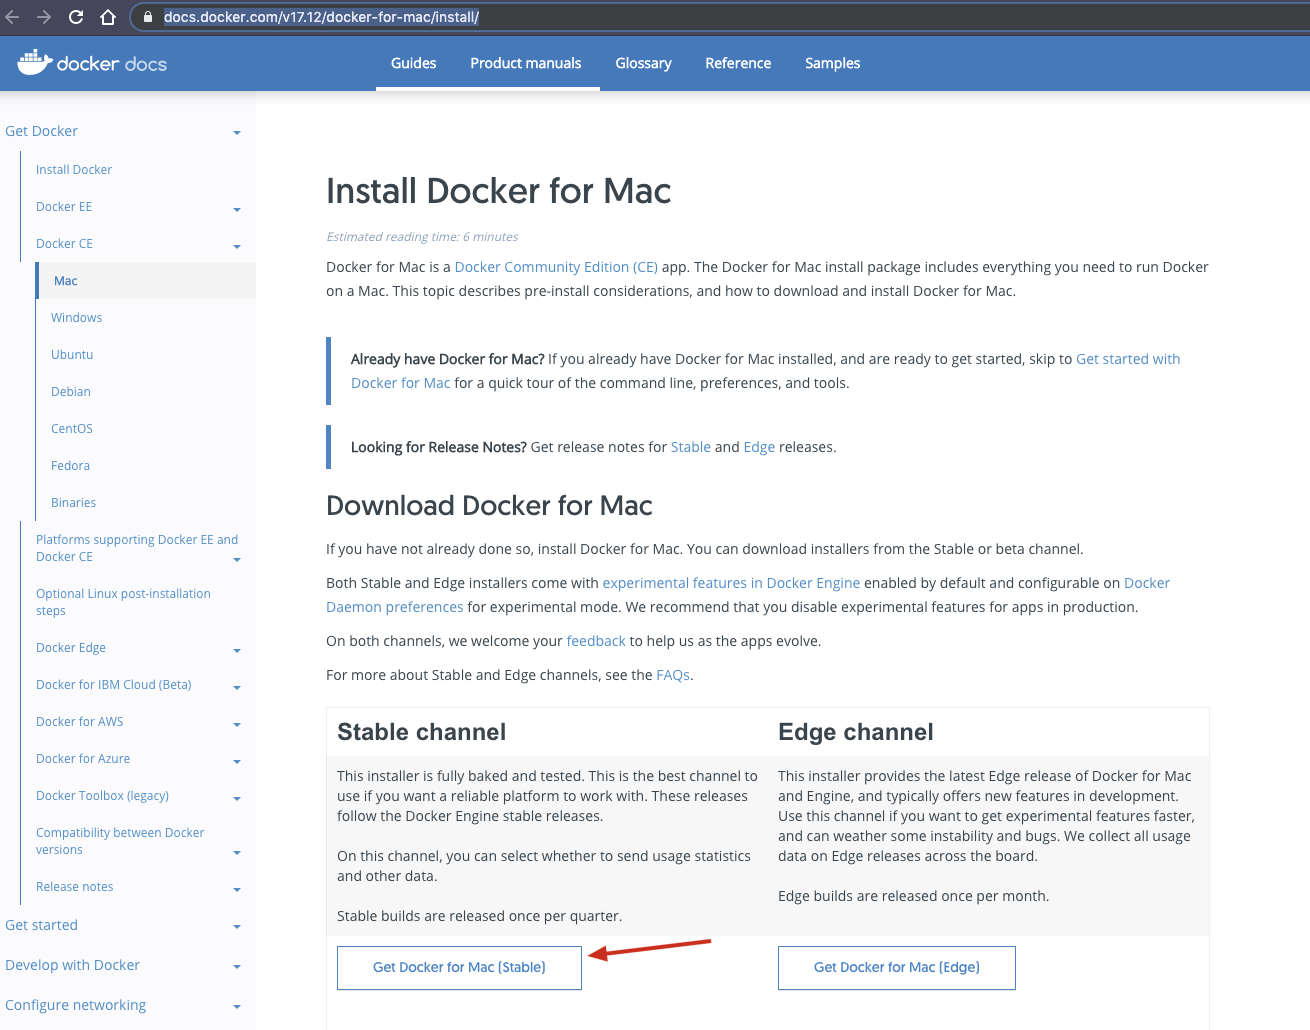 docs.docker.com/v17.12/docker-for-mac/install/
docker docs
Guides
Product manuals
Glossary
Reference
Samples
Get Docker
Install Docker
Docker EE
Docker CE
Mac
Windows
Ubuntu
Debian
CentOS
Fedora
Binaries
Platforms supporting Docker EE and
Docker CE
Optional Linux post-installation
steps
Docker Edge
Docker for IBM Cloud (Beta)
Docker for AWS
Docker for Azure
Docker Toolbox (legacy)
Compatibility between Docker
versions
Release notes
Get started
Develop with Docker
Configure networking
Install Docker for Mac
Estimated reading time: 6 minutes
Docker for Mac is a Docker Community Edition (CE) app. The Docker for Mac install package includes everything you need to run Docker
on a Mac. This topic describes pre-install considerations, and how to download and install Docker for Mac.
Already have Docker for Mac? If you already have Docker for Mac installed, and are ready to get started, skip to Get started with
Docker for Mac for a quick tour of the command line, preferences, and tools.
Looking for Release Notes? Get release notes for Stable and Edge releases.
Download Docker for Mac
If you have not already done so, install Docker for Mac. You can download installers from the Stable or beta channel.
Both Stable and Edge installers come with experimental features in Docker Engine enabled by default and configurable on Docker
Daemon preferences for experimental mode. We recommend that you disable experimental features for apps in production.
On both channels, we welcome your feedback to help us as the apps evolve.
For more about Stable and Edge channels, see the FAQs.
Stable channel
This installer is fully baked and tested. This is the best channel to
use if you want a reliable platform to work with. These releases
follow the Docker Engine stable releases.
On this channel, you can select whether to send usage statistics
and other data.
Stable builds are released once per quarter.
Get Docker for Mac (Stable)
Edge channel
This installer provides the latest Edge release of Docker for Mac
and Engine, and typically offers new features in development.
Use this channel if you want to get experimental features faster,
and can weather some instability and bugs. We collect all usage
data on Edge releases across the board.
Edge builds are released once per month.
Get Docker for Mac (Edge)